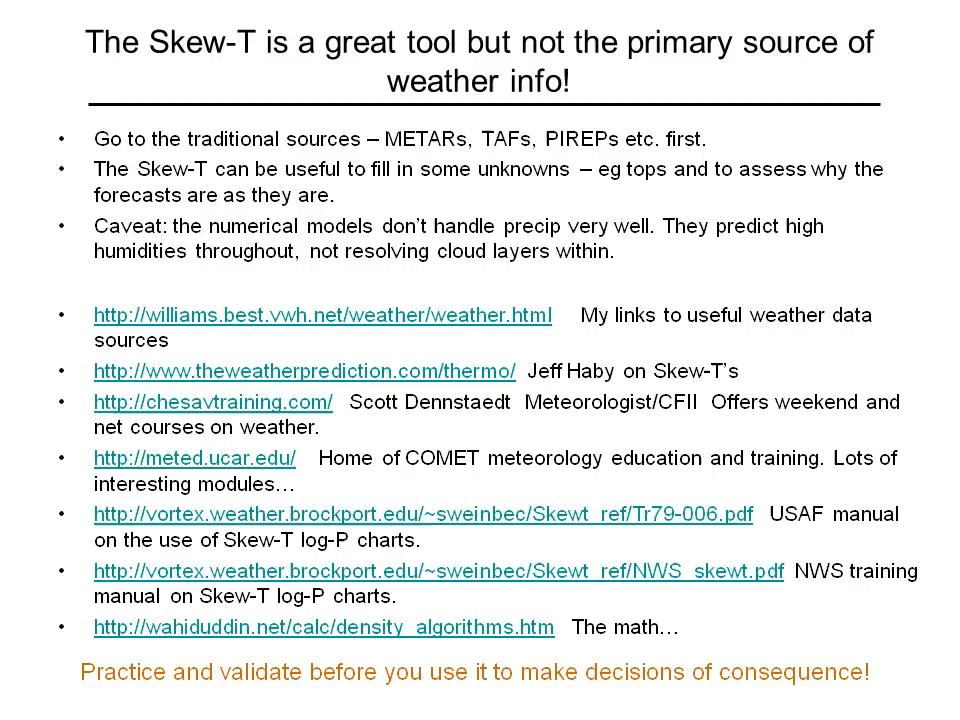 The Skew-T is a great tool but not the primary source of
weather info!
• Go to the traditional sources – METARs, TAFs, PIREPs etc. first.
• The Skew-T can be useful to fill in some unknowns – eg tops and to assess why the
forecasts are as they are.
• Caveat: the numerical models don't handle precip very well. They predict high
humidities throughout, not resolving cloud layers within.
• http://williams.best.vwh.net/weather/weather.html My links to useful weather data
sources
• http://www.theweatherprediction.com/thermo/ Jeff Haby on Skew-T's
• http://chesavtraining.com/ Scott Dennstaedt Meteorologist/CFII Offers weekend and
net courses on weather.
• http://meted.ucar.edu/ Home of COMET meteorology education and training. Lots of
interesting modules…
• http://vortex.weather.brockport.edu/~sweinbec/Skewt_ref/Tr79-006.pdf USAF manual
on the use of Skew-T log-P charts.
• http://vortex.weather.brockport.edu/~sweinbec/Skewt_ref/NWS_skewt.pdf NWS training
manual on Skew-T log-P charts.
• http://wahiduddin.net/calc/density_algorithms.htm The math…
Practice and validate before you use it to make decisions of consequence!